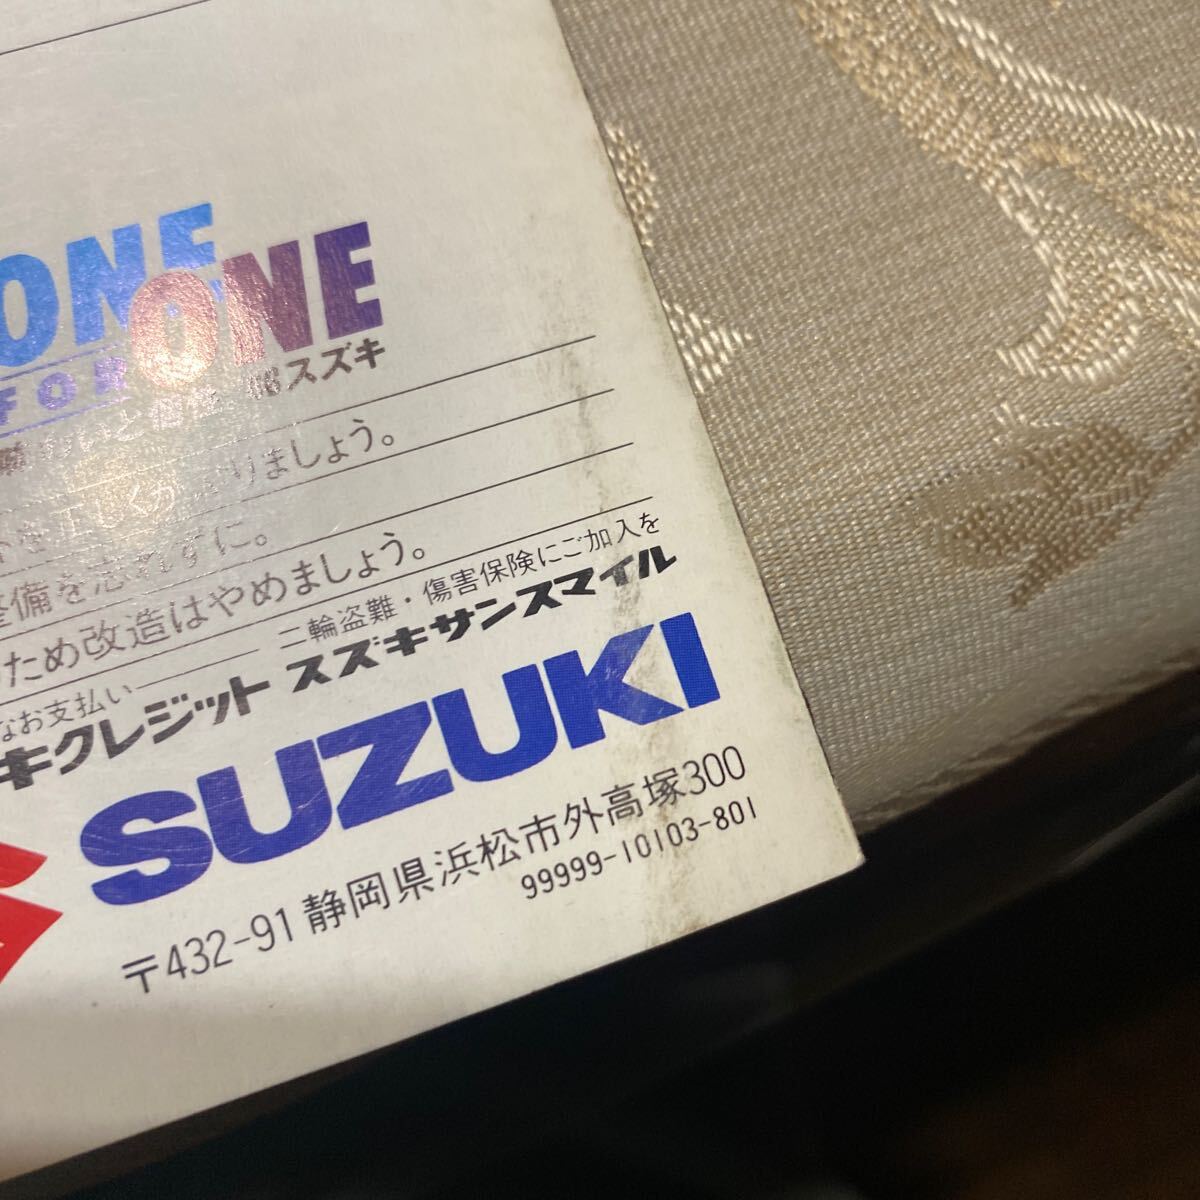 ONE
FOR ONE
スズキ
りましょう。
備を忘れずに。
ため改造はやめましょう。
なお支払い
二輪盗難・傷害保険にご加入を
キクレジット スズキサンスマイル
SUZUKI
〒432-91 静岡県浜松市外高塚300
99999-10103-801